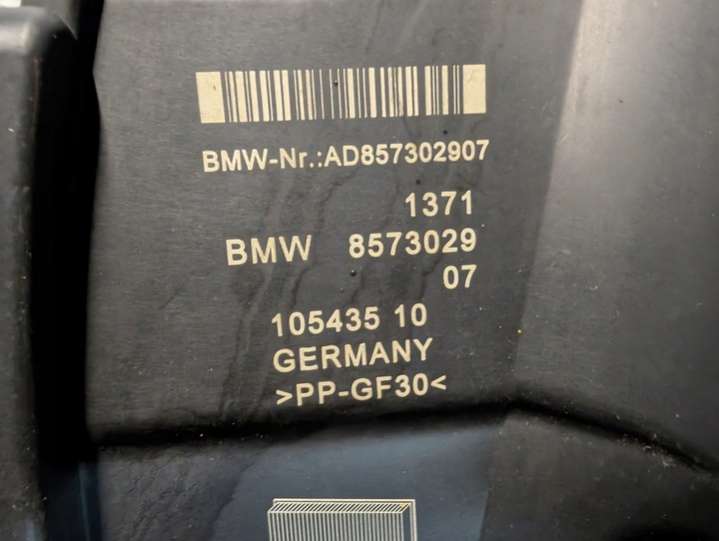 BMW-Nr.:AD857302907
1371
BMW 8573029
07
105435 10
GERMANY
>PP-GF30<